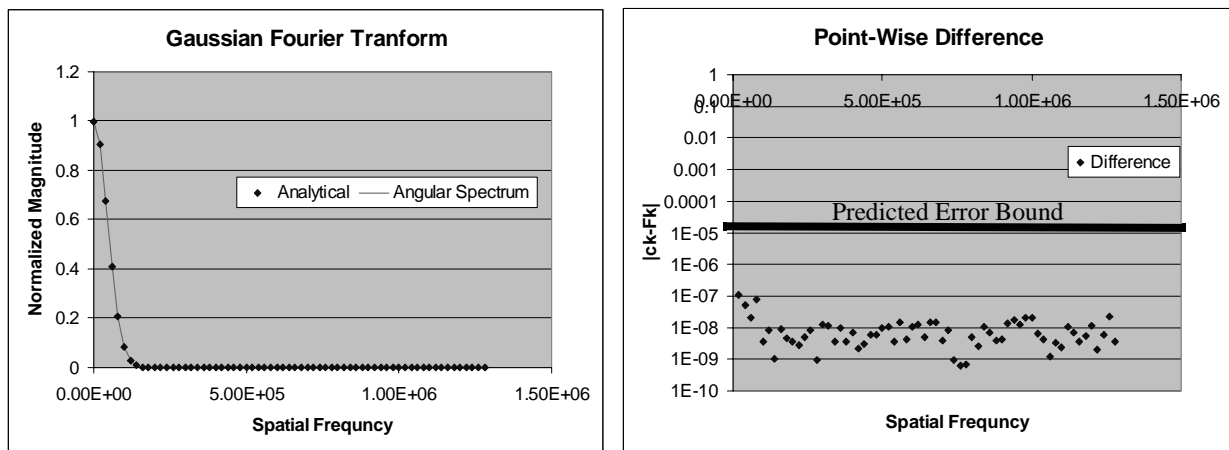 Gaussian Fourier Tranform
1.2
1
0.8
0.6
0.4
0.2
0
Normalized Magnitude
Analytical Angular Spectrum
0.00E+00 5.00E+05 1.00E+06 1.50E+06
Spatial Frequncy
Point-Wise Difference
1
0.1
0.01
0.001
0.0001
1E-05
1E-06
1E-07
1E-08
1E-09
1E-10
|ck-Fk|
0.00E+00 5.00E+05 1.00E+06 1.50E+06
Difference
Predicted Error Bound
Spatial Frequncy